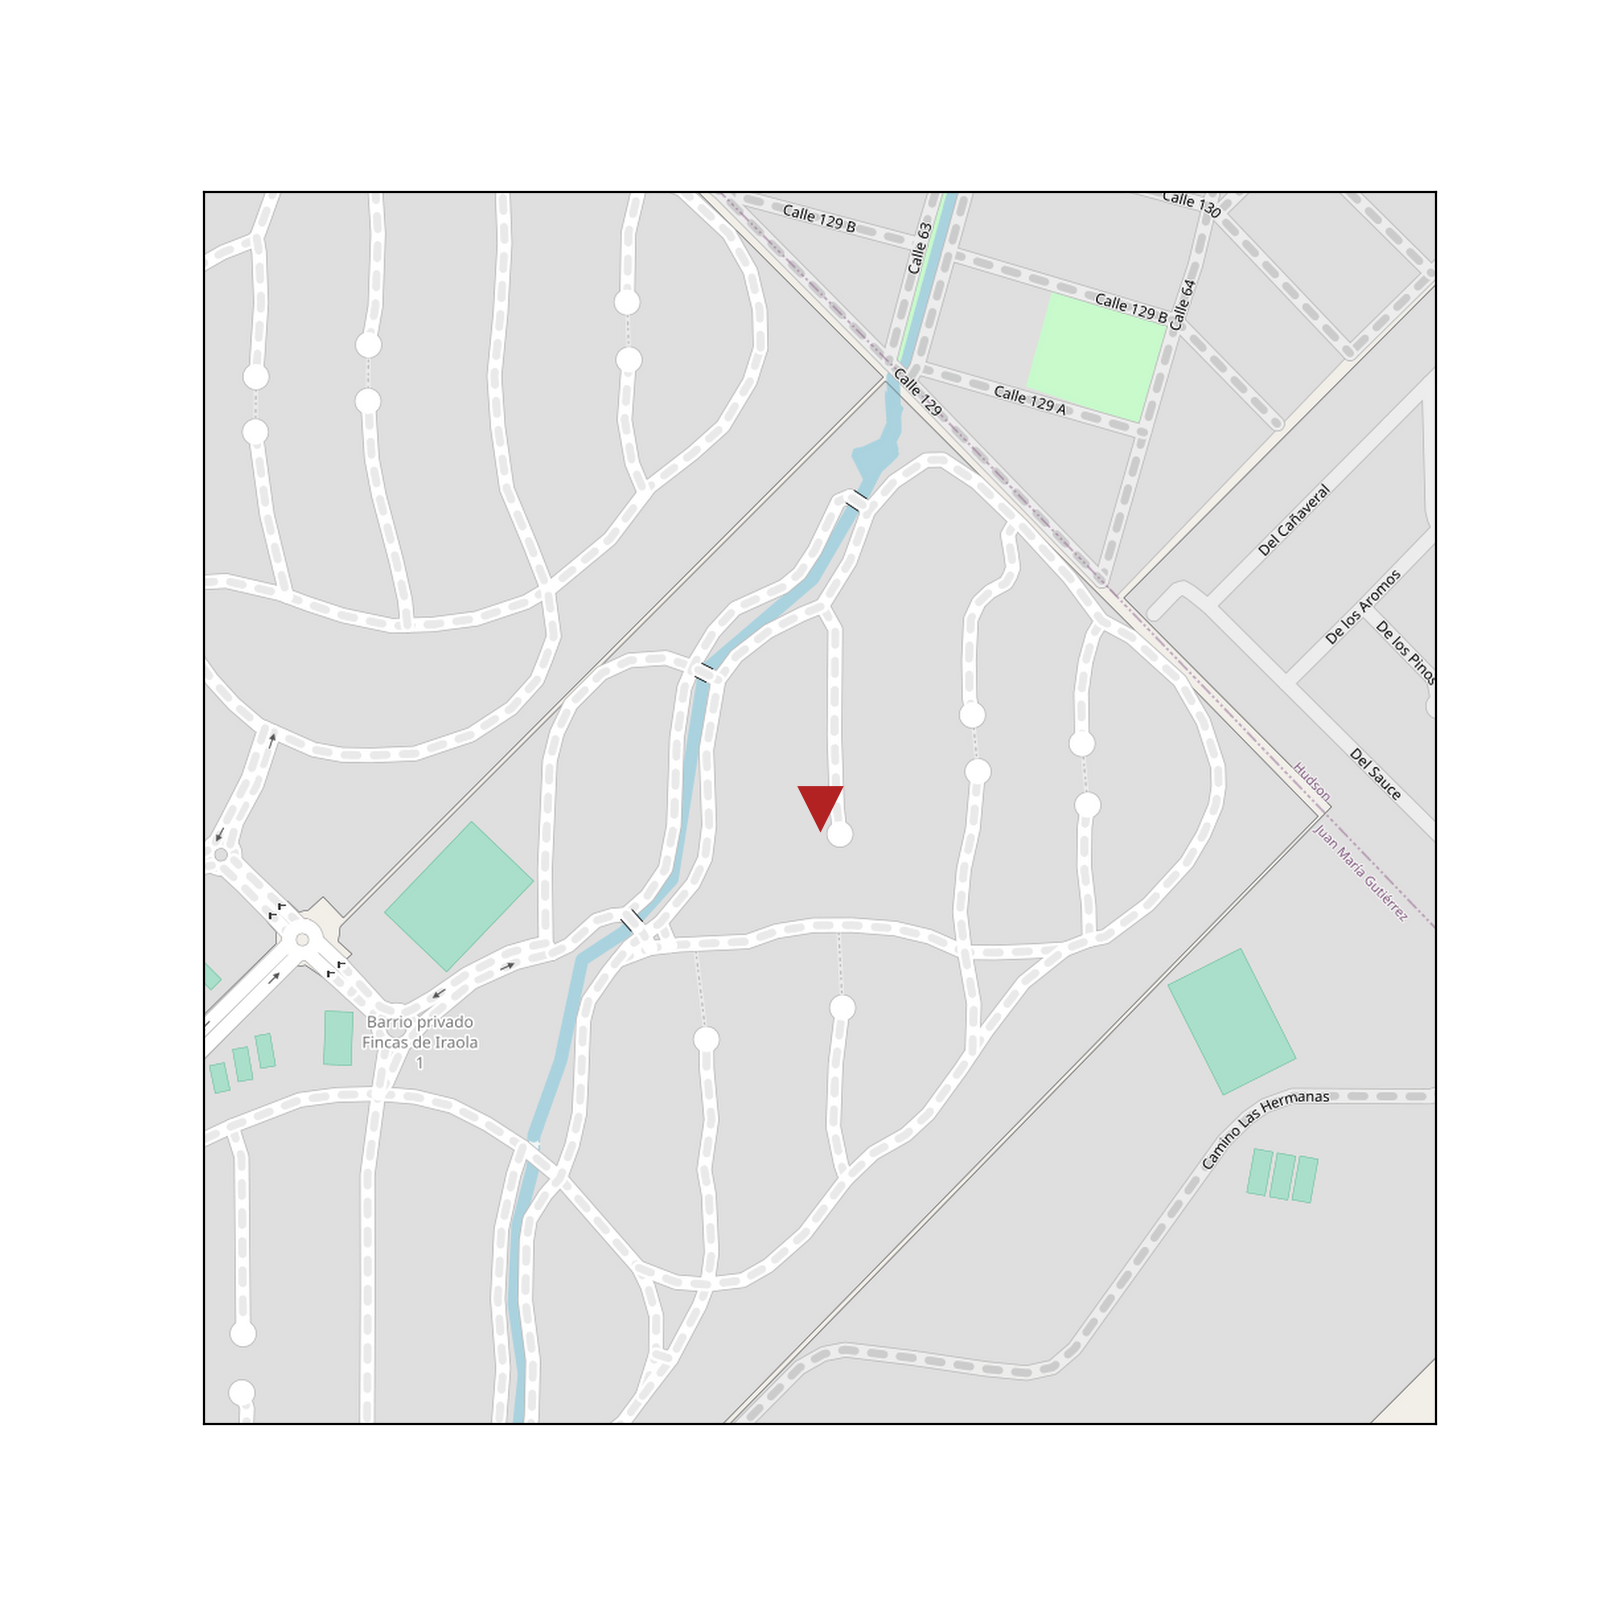 Calle 130
Calle 129 B
Calle 63
Calle 64
Calle 129 B
Calle 129
Calle 129 A
Del Cañaveral
De los Aromos
De los Pinos
Del Sauce
Hudson
Juan María Gutiérrez
Barrio privado
Fincas de Iraola
1
Camino Las Hermanas